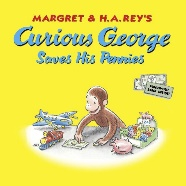 MARGRET & H.A.REY'S
Curious George
Saves His Pennies